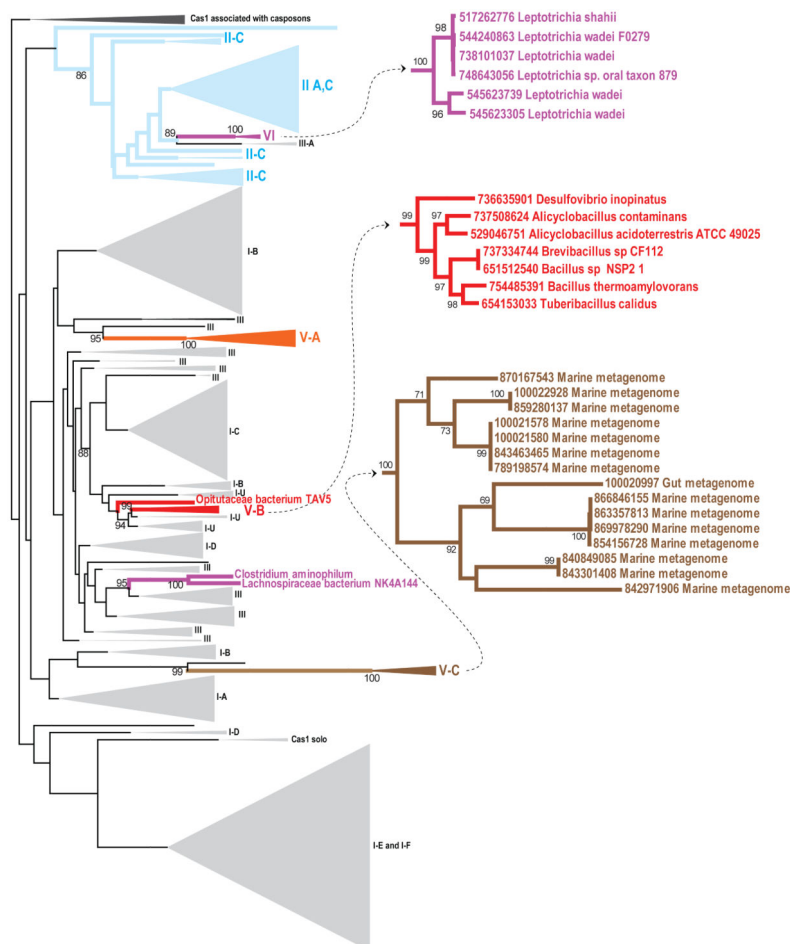 Cas1 associated with casposons
II-C
86
II A,C
89
100
VI
III-A
II-C
II-C
I-B
III
III
95
100
V-A
III
III
III
III
I-C
88
I-B
I-U
Opitutaceae bacterium TAV5
99
V-B
94
I-U
I-U
I-D
III
Clostridium aminophilum
95
100
Lachnospiraceae bacterium NK4A144
III
III
III
III
I-B
99
100
V-C
I-A
I-D
Cas1 solo
I-E and I-F
517262776 Leptotrichia shahii
98
544240863 Leptotrichia wadei F0279
738101037 Leptotrichia wadei
100
748643056 Leptotrichia sp. oral taxon 879
545623739 Leptotrichia wadei
96
545623305 Leptotrichia wadei
736635901 Desulfovibrio inopinatus
99
97
737508624 Alicyclobacillus contaminans
529046751 Alicyclobacillus acidoterrestris ATCC 49025
99
737334744 Brevibacillus sp CF112
651512540 Bacillus sp NSP2 1
97
754485391 Bacillus thermoamylovorans
98
654153033 Tuberibacillus calidus
870167543 Marine metagenome
71
100
100022928 Marine metagenome
859280137 Marine metagenome
73
100021578 Marine metagenome
100021580 Marine metagenome
99
843463465 Marine metagenome
789198574 Marine metagenome
100
100020997 Gut metagenome
69
866846155 Marine metagenome
863357813 Marine metagenome
100
869978290 Marine metagenome
854156728 Marine metagenome
92
99
840849085 Marine metagenome
843301408 Marine metagenome
842971906 Marine metagenome